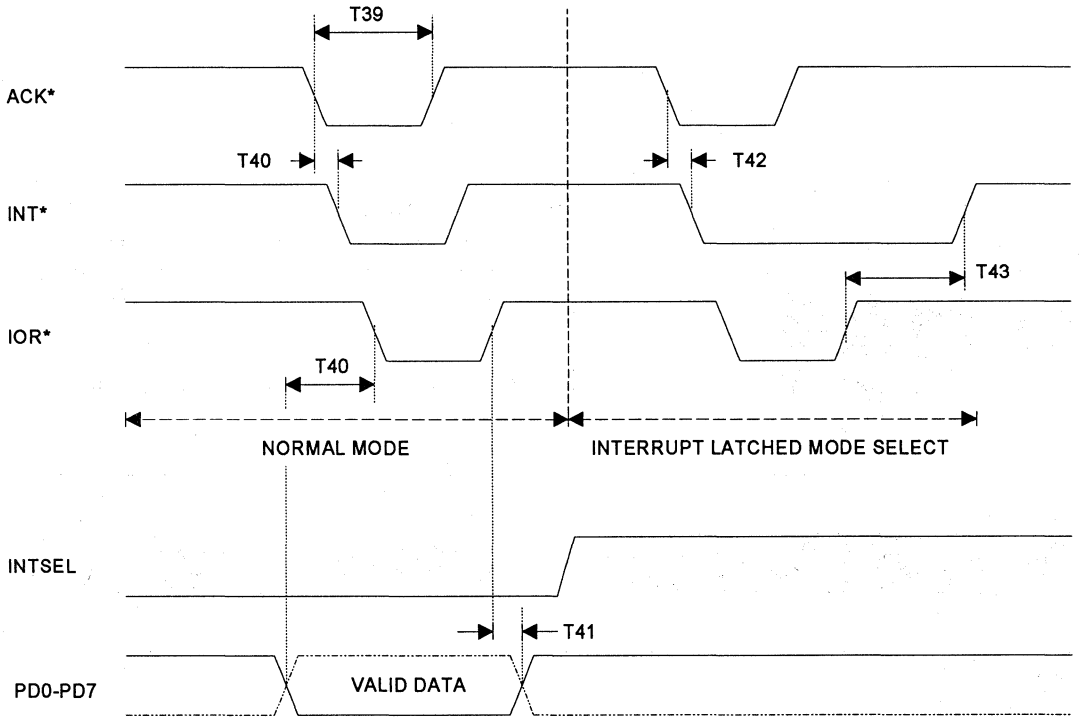 T39
ACK*
T40
T42
INT*
T43
IOR*
T40
NORMAL MODE
INTERRUPT LATCHED MODE SELECT
INTSEL
T41
PD0-PD7
VALID DATA